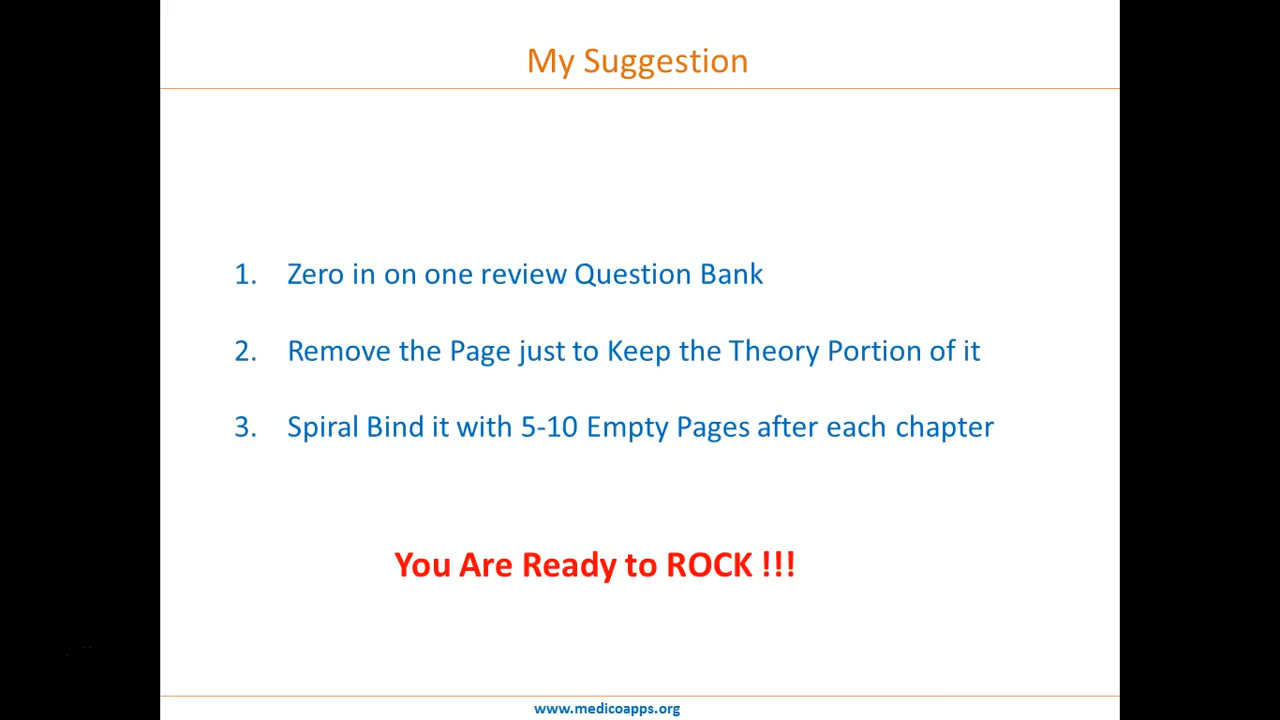 My Suggestion
1. Zero in on one review Question Bank
2. Remove the Page just to Keep the Theory Portion of it
3. Spiral Bind it with 5-10 Empty Pages after each chapter
You Are Ready to ROCK !!!
www.medicoapps.org